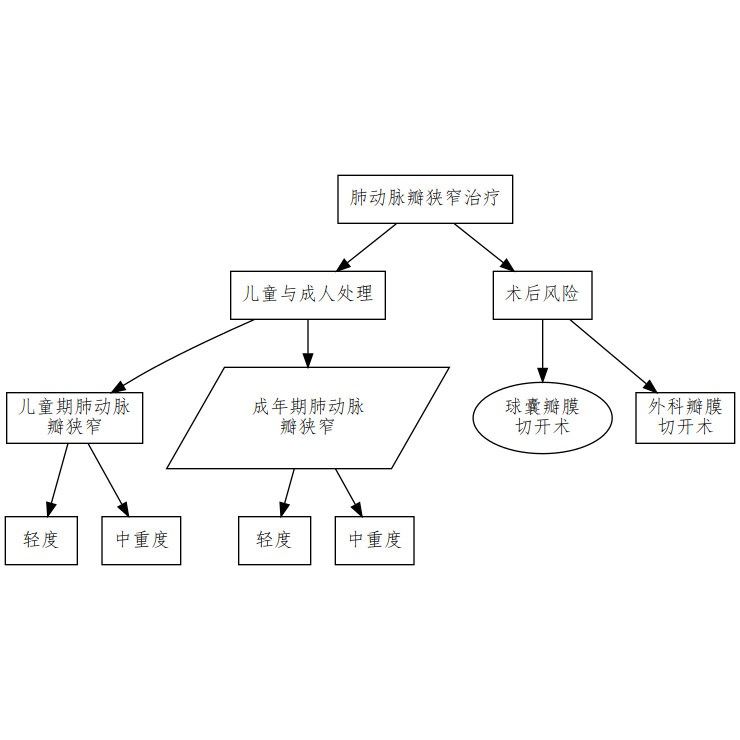 肺动脉瓣狭窄治疗
儿童与成人处理
术后风险
儿童期肺动脉
瓣狭窄
成年期肺动脉
瓣狭窄
球囊瓣膜
切开术
外科瓣膜
切开术
轻度
中重度
轻度
中重度